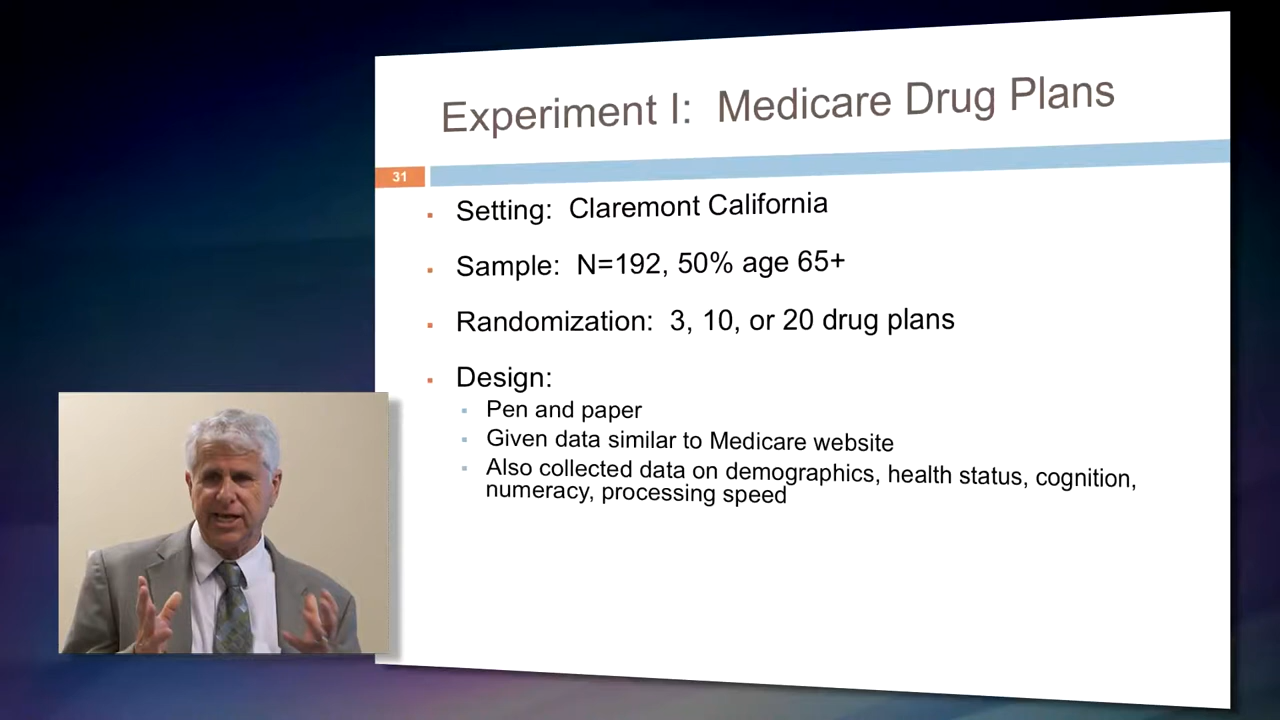 Experiment I: Medicare Drug Plans
31
Setting: Claremont California
Sample: N=192, 50% age 65+
Randomization: 3, 10, or 20 drug plans
Design:
Pen and paper
Given data similar to Medicare website
Also collected data on demographics, health status, cognition,
numeracy, processing speed